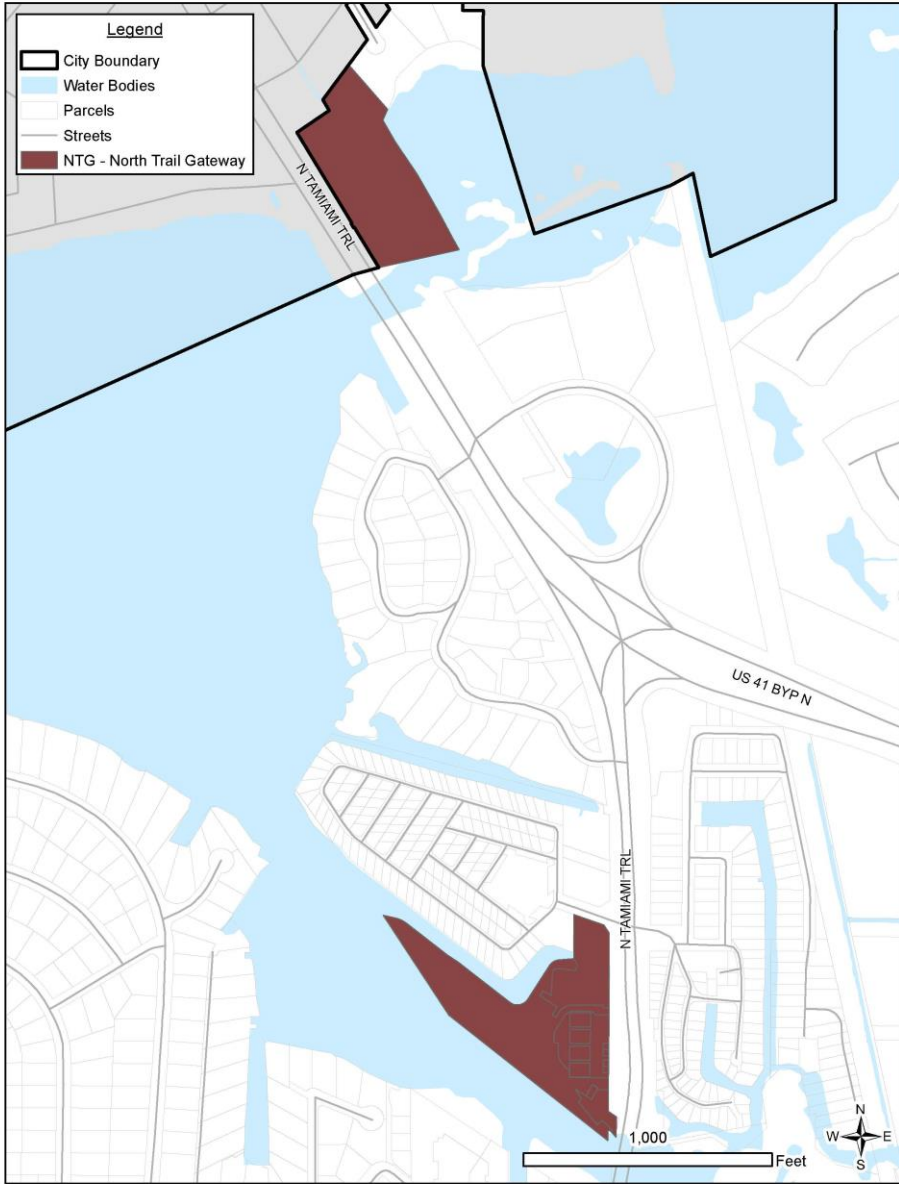 Legend
City Boundary
Water Bodies
Parcels
Streets
NTG - North Trail Gateway
N TAMIAMI TRL
US 41 BYP N
N TAMIAMI TRL
N
W E
S
1,000
Feet